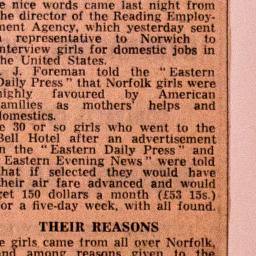 e nice words came last night from
the director of the Reading Employ-
ment Agency, which yesterday sent
a representative to Norwich to
interview girls for domestic jobs in
the United States.
J. Foreman told the "Eastern
Daily Press" that Norfolk girls were
highly favoured by American
families as mothers' helps and
domestics.
e 30 or so girls who went to the
Bell Hotel after an advertisement
in the "Eastern Daily Press" and
Eastern Evening News" were told
that if selected they would have
their air fare advanced and would
get 150 dollars a month (£53 15s.)
for a five-day week, with all found.
THEIR REASONS
e girls came from all over Norfolk,
and among reasons given to the